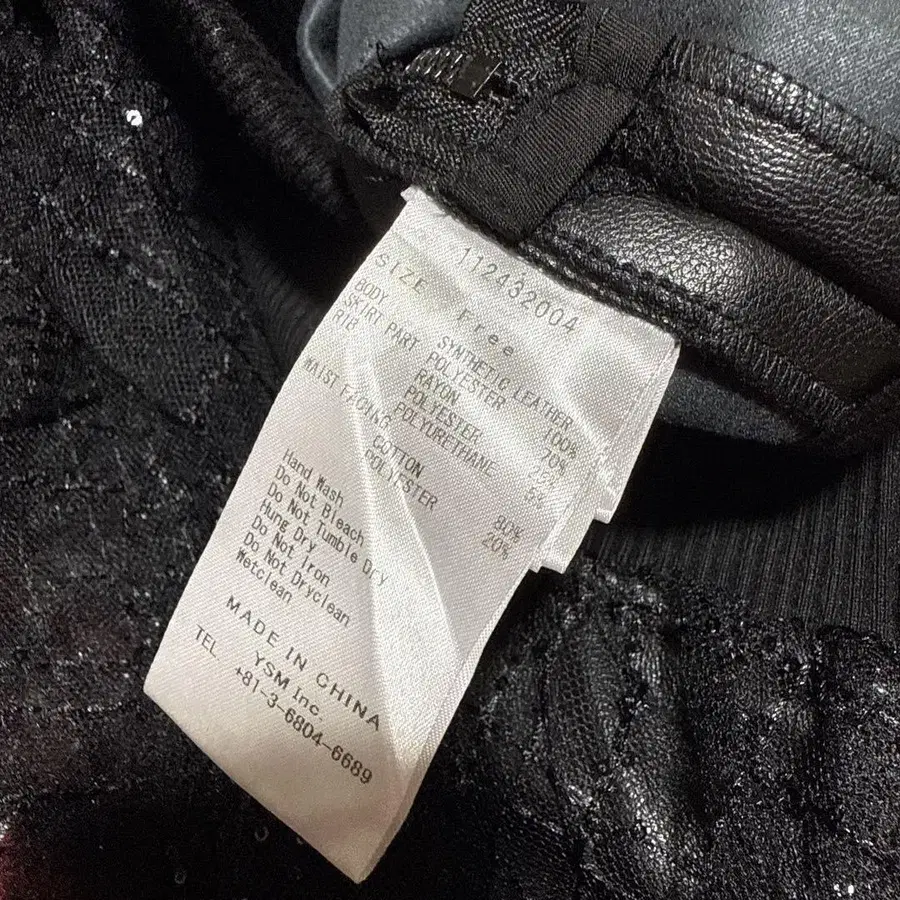 112432004
SIZE Free
BODY SYNTHETIC LEATHER 100%
SKIRT PART POLYESTER 70%
RAYON 25%
RIB POLYESTER
POLYURETHANE 5%
WAIST FACING COTTON 80%
POLYESTER 20%
Hand Wash
Do Not Bleach
Do Not Tumble Dry
Hung Dry
Do Not Iron
Do Not Dryclean
Wetclean
MADE IN CHINA
YSM Inc.
TEL. +81-3-6804-6689